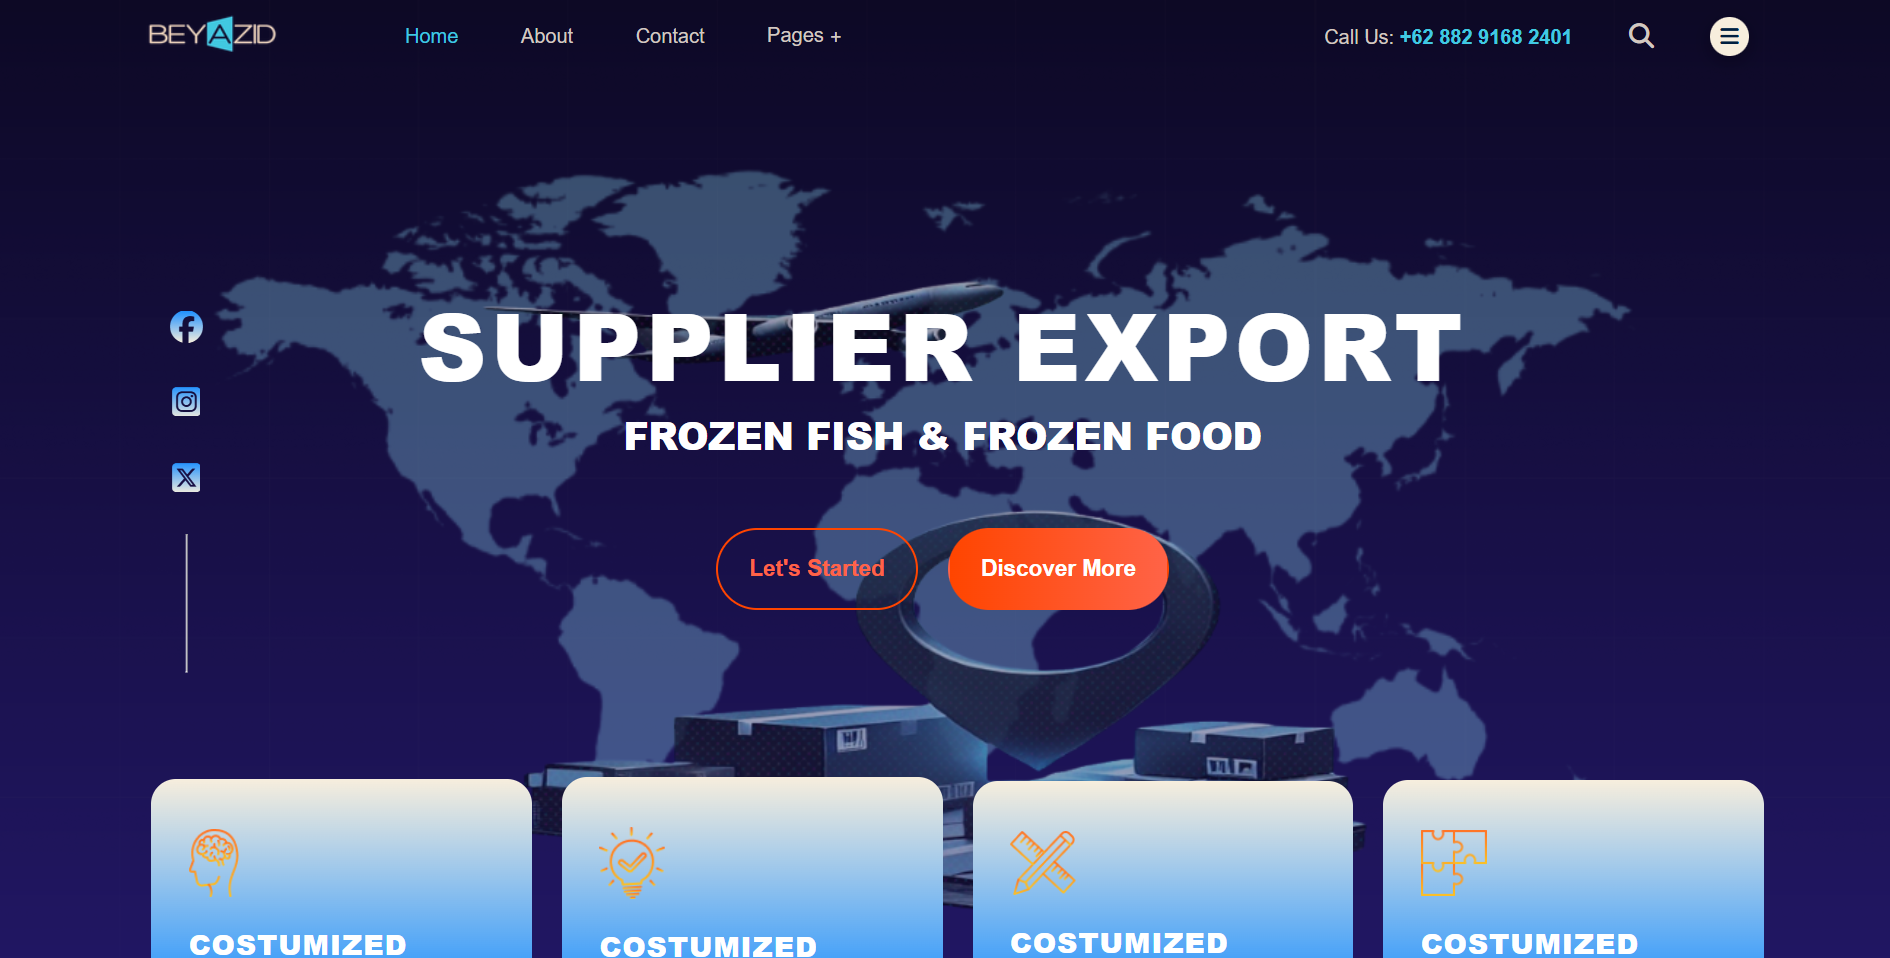 BEYAZID
Home
About
Contact
Pages +
Call Us: +62 882 9168 2401
SUPPLIER EXPORT
FROZEN FISH & FROZEN FOOD
Let's Started
Discover More
COSTUMIZED
COSTUMIZED
COSTUMIZED
COSTUMIZED